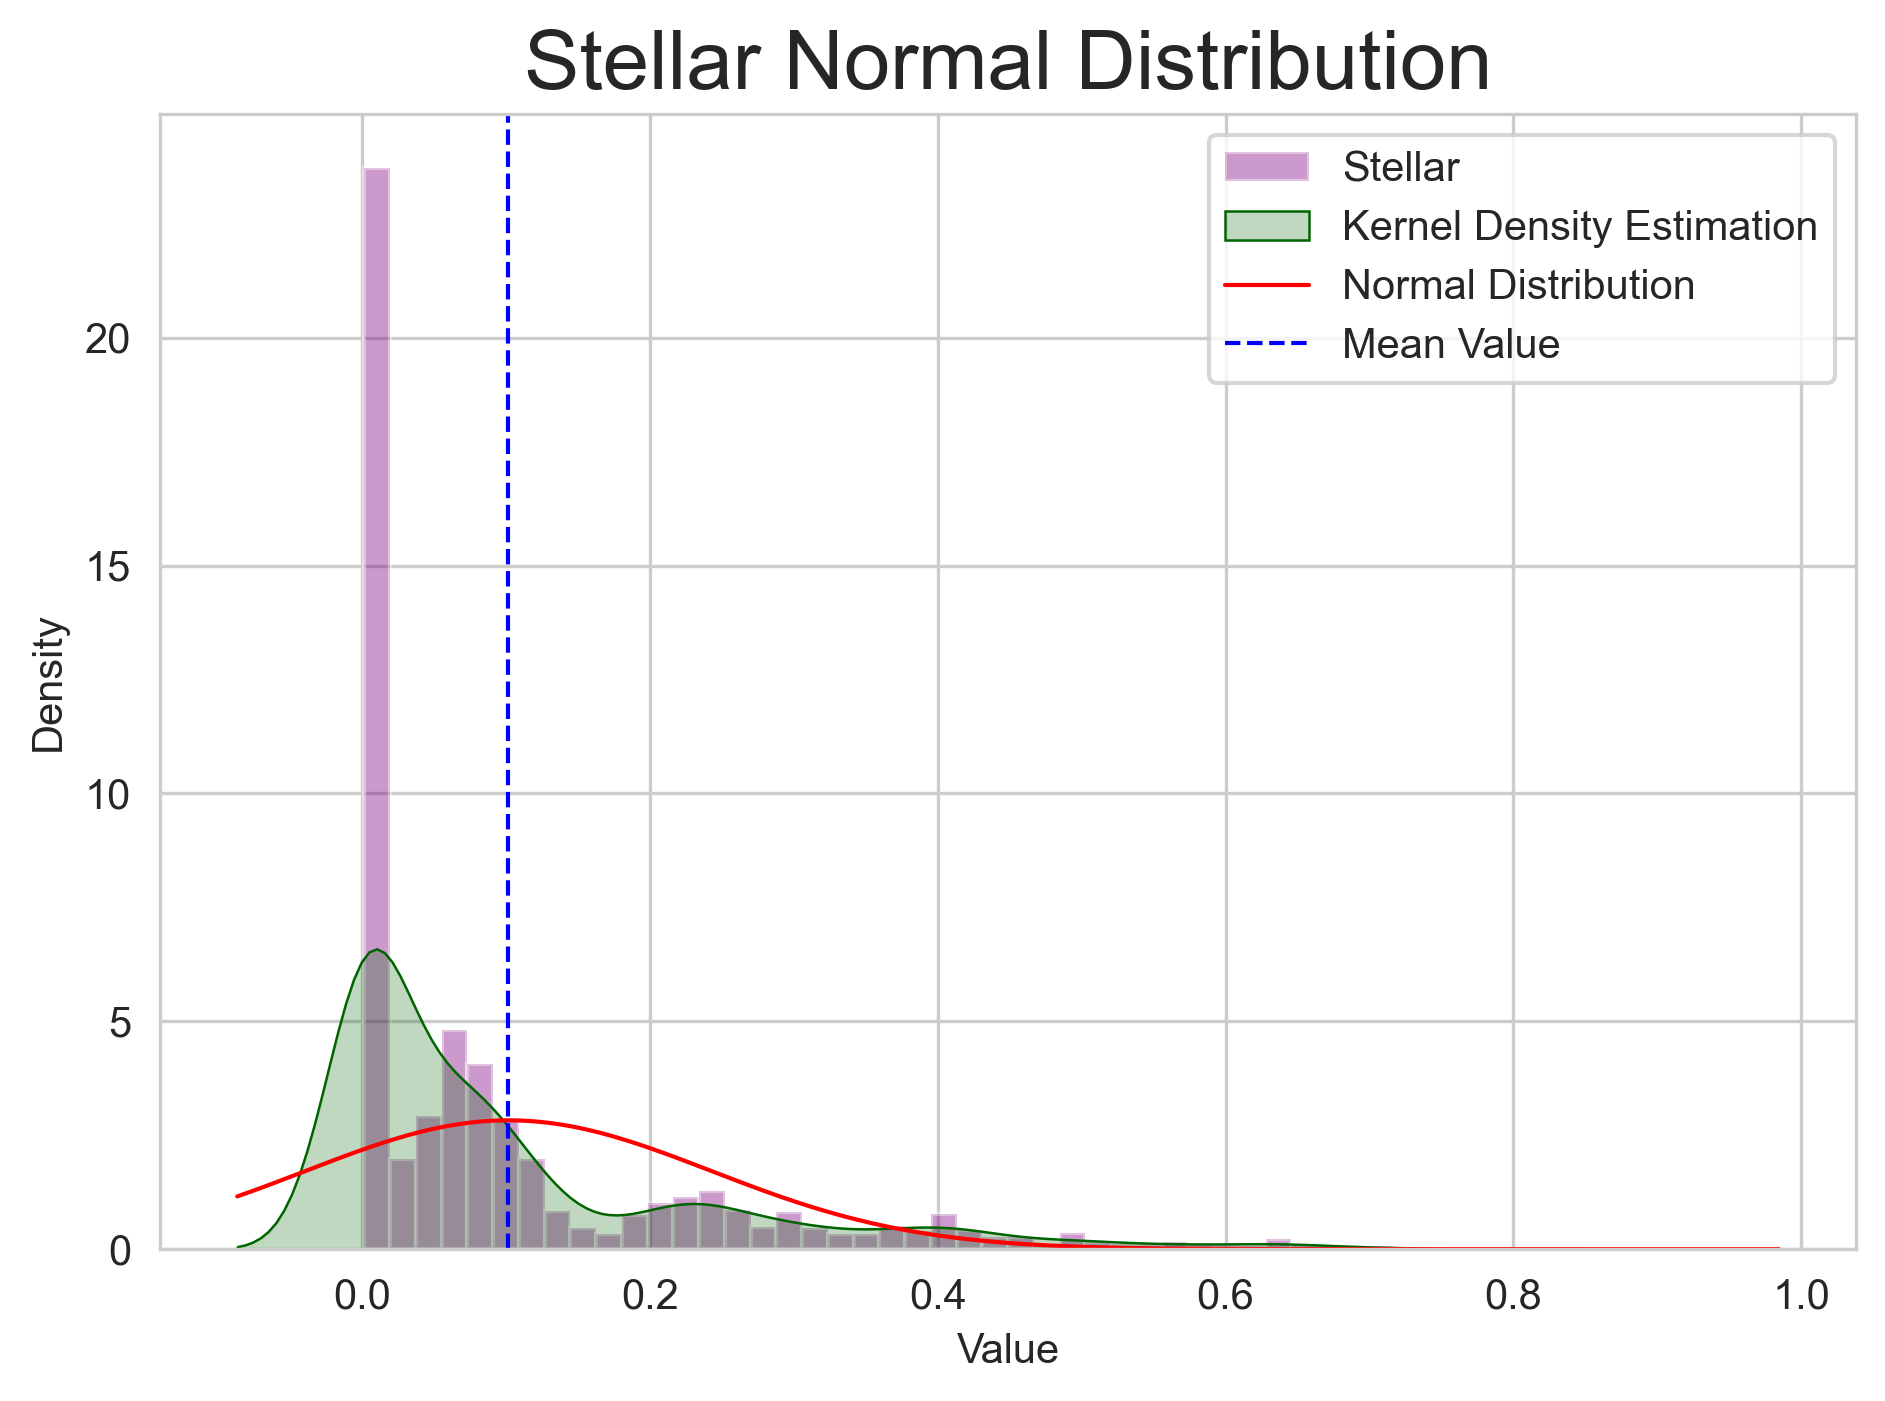 Stellar Normal Distribution
Stellar
Kernel Density Estimation
Normal Distribution
Mean Value
20
15
10
5
0
Density
0.0 0.2 0.4 0.6 0.8 1.0
Value